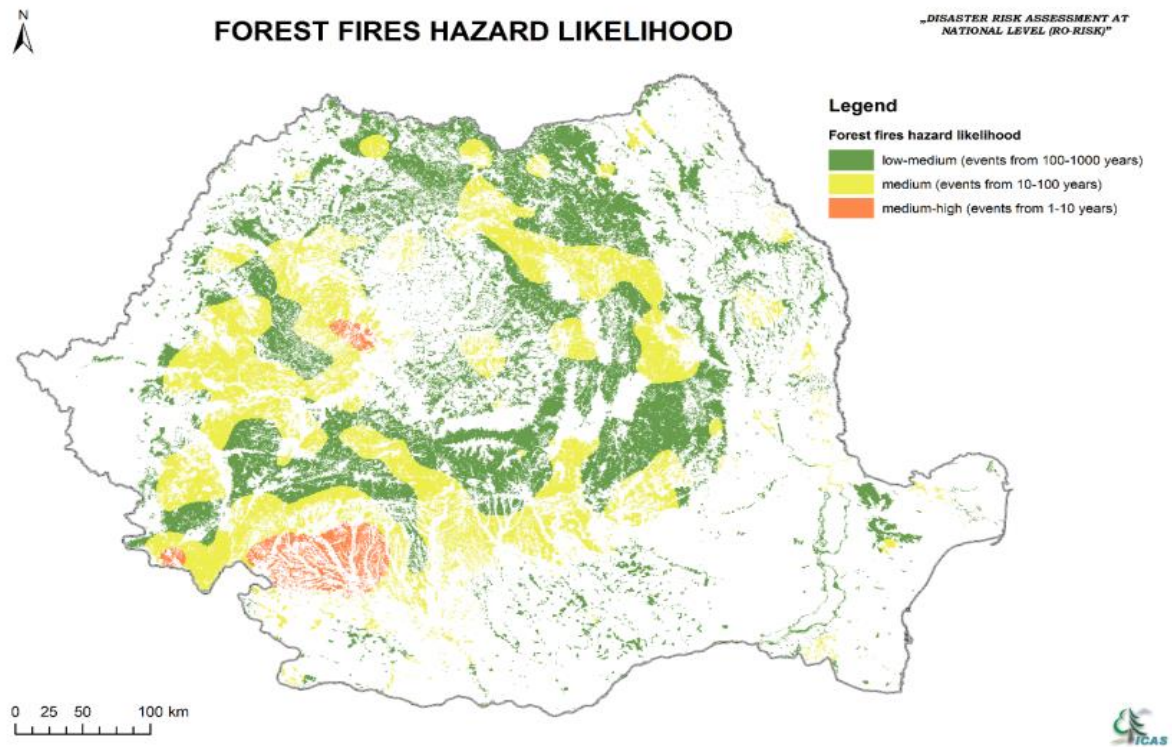 N
FOREST FIRES HAZARD LIKELIHOOD
„DISASTER RISK ASSESSMENT AT
NATIONAL LEVEL (RO-RISK)”
Legend
Forest fires hazard likelihood
low-medium (events from 100-1000 years)
medium (events from 10-100 years)
medium-high (events from 1-10 years)
0 25 50 100 km
ICAS